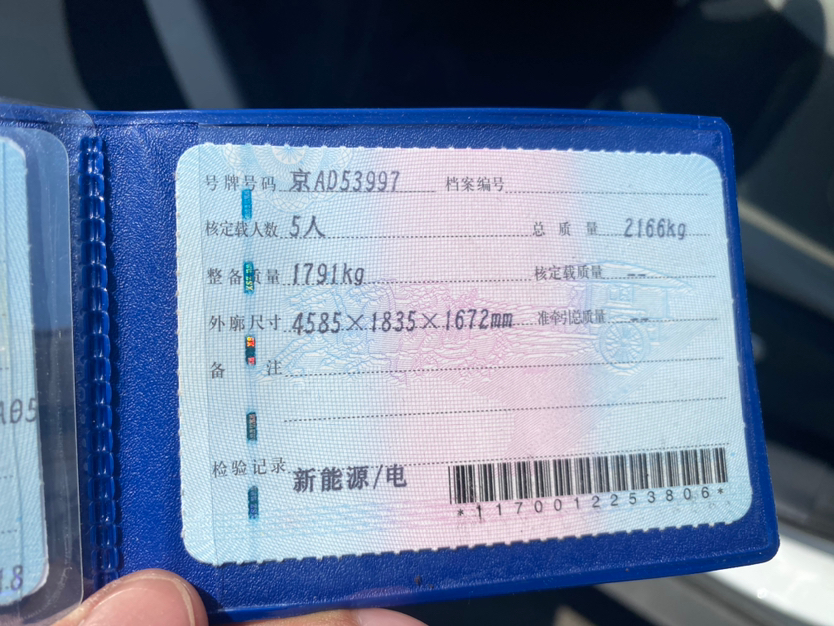 号牌号码 京AD53997 档案编号
核定载人数 5人 总质量 2166kg
整备质量 1791kg 核定载质量 --
外廓尺寸 4585×1835×1672mm 准牵引总质量 --
备注
检验记录 新能源/电
*1170012253806*
A05
18